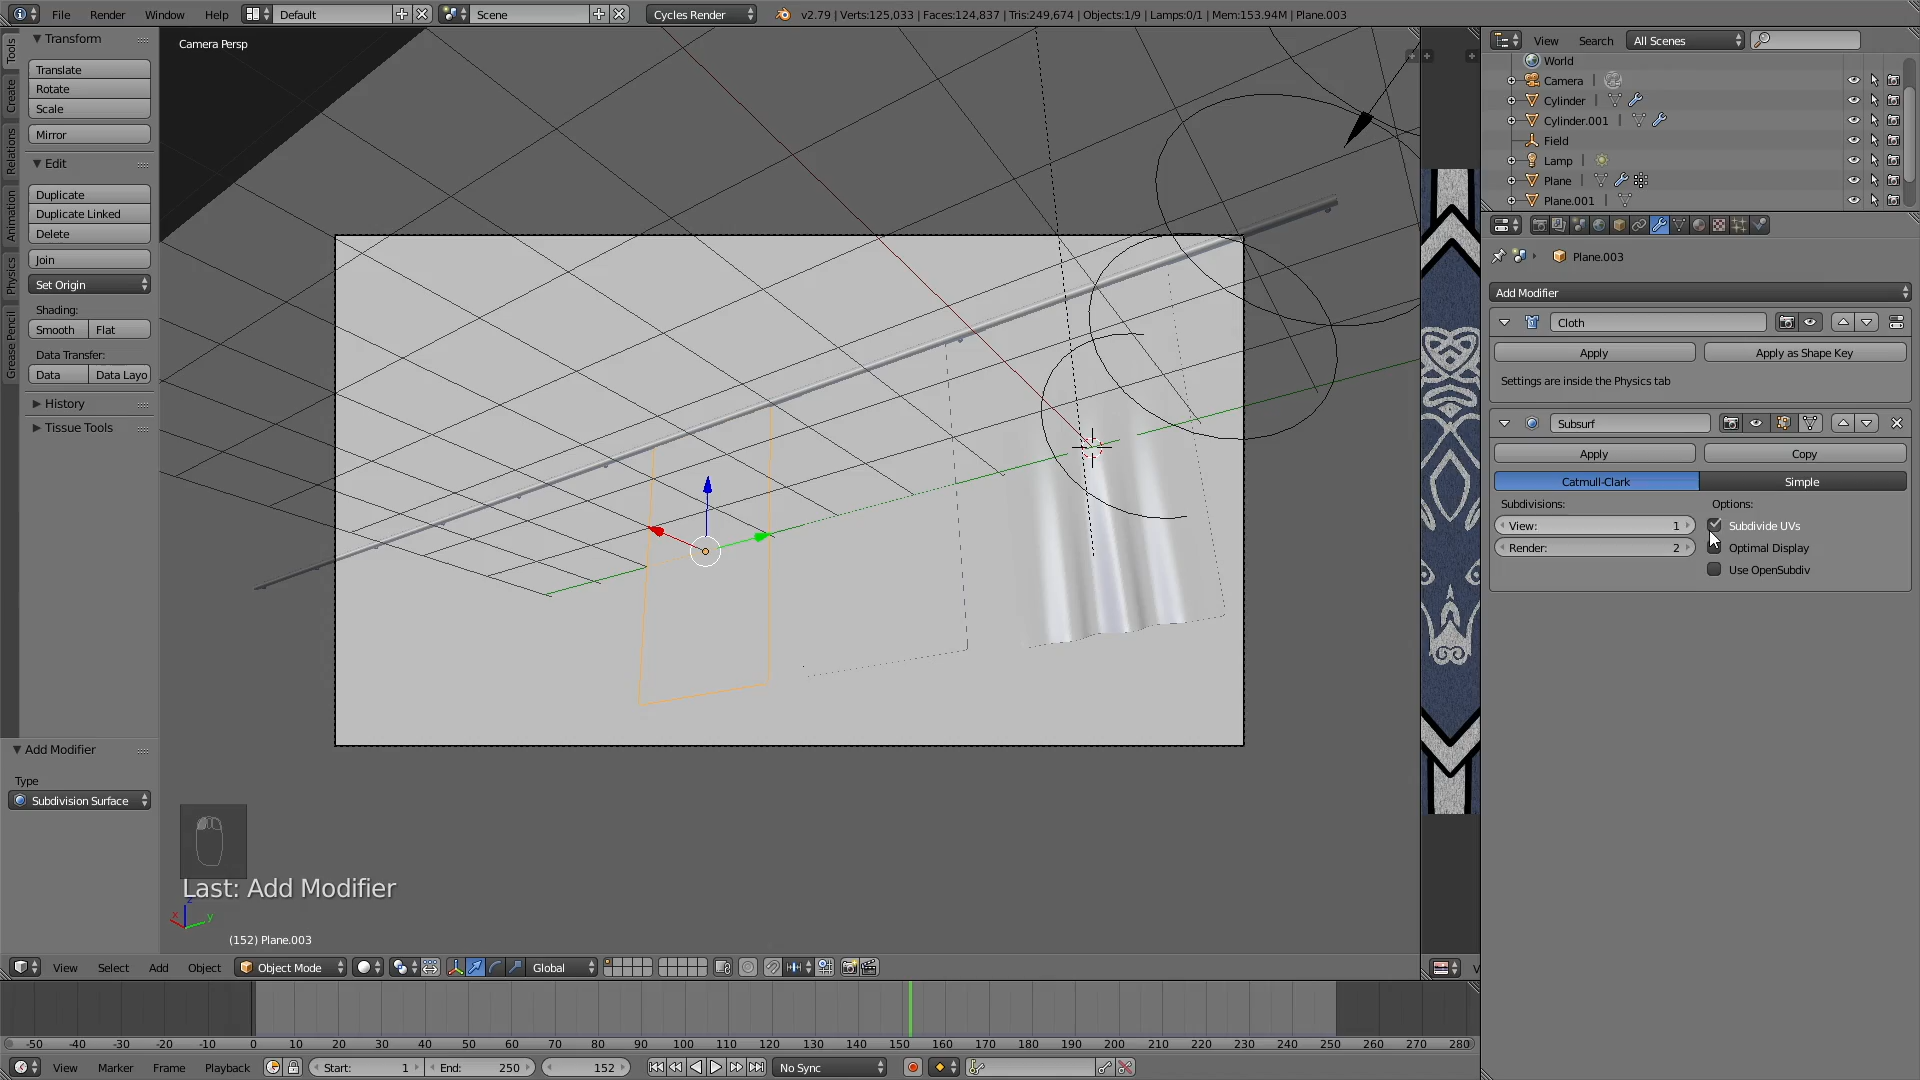 File Render Window Help Default Scene Cycles Render v2.79 | Verts:125,033 | Faces:124,837 | Tris:249,674 | Objects:1/9 | Lamps:0/1 | Mem:153.94M | Plane.003
Tools
Create
Relations
Animation
Physics
Grease Pencil
Transform
Translate
Rotate
Scale
Mirror
Edit
Duplicate
Duplicate Linked
Delete
Join
Set Origin
Shading:
Smooth Flat
Data Transfer:
Data Data Layo
History
Tissue Tools
Add Modifier
Type
Subdivision Surface
Camera Persp
Last: Add Modifier
x z y
(152) Plane.003
View Select Add Object Object Mode Global
V
View Search All Scenes
World
Camera
Cylinder
Cylinder.001
Field
Lamp
Plane
Plane.001
Plane.003
Add Modifier
Cloth
Apply Apply as Shape Key
Settings are inside the Physics tab
Subsurf
Apply Copy
Catmull-Clark Simple
Subdivisions: Options:
View: 1 Subdivide UVs
Render: 2 Optimal Display
Use OpenSubdiv
-50 -40 -30 -20 -10 0 10 20 30 40 50 60 70 80 90 100 110 120 130 140 150 160 170 180 190 200 210 220 230 240 250 260 270 280
View Marker Frame Playback Start: 1 End: 250 152 No Sync